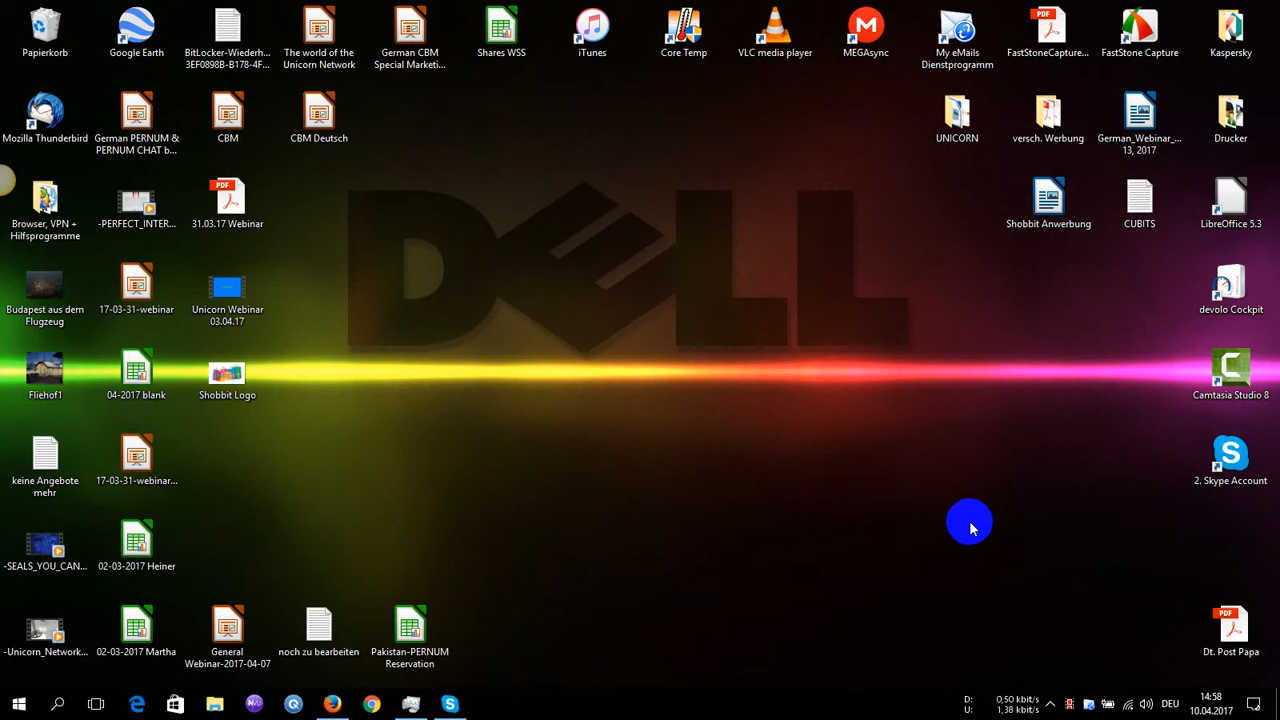 Papierkorb
Google Earth
BitLocker-Wiederh...
3EF0898B-B178-4F...
The world of the
Unicorn Network
German CBM
Special Marketi...
Shares WSS
iTunes
Core Temp
VLC media player
MEGAsync
My eMails
Dienstprogramm
PDF
FastStoneCapture...
FastStone Capture
Kaspersky
Mozilla Thunderbird
German PERNUM &
PERNUM CHAT b...
CBM
CBM Deutsch
UNICORN
versch. Werbung
German_Webinar_...
13, 2017
Drucker
Browser, VPN +
Hilfsprogramme
-PERFECT_INTER...
PDF
31.03.17 Webinar
Shobbit Anwerbung
CUBITS
LibreOffice 5.3
DELL
Budapest aus dem
Flugzeug
17-03-31-webinar
Unicorn Webinar
03.04.17
devolo Cockpit
Fliehof1
04-2017 blank
Shobbit Logo
Camtasia Studio 8
keine Angebote
mehr
17-03-31-webinar...
2. Skype Account
-SEALS_YOU_CAN...
02-03-2017 Heiner
-Unicorn_Network...
02-03-2017 Martha
General
Webinar-2017-04-07
noch zu bearbeiten
Pakistan-PERNUM
Reservation
PDF
Dt. Post Papa
D: 0,50 kbit/s
U: 1,38 kbit/s
DEU
14:58
10.04.2017